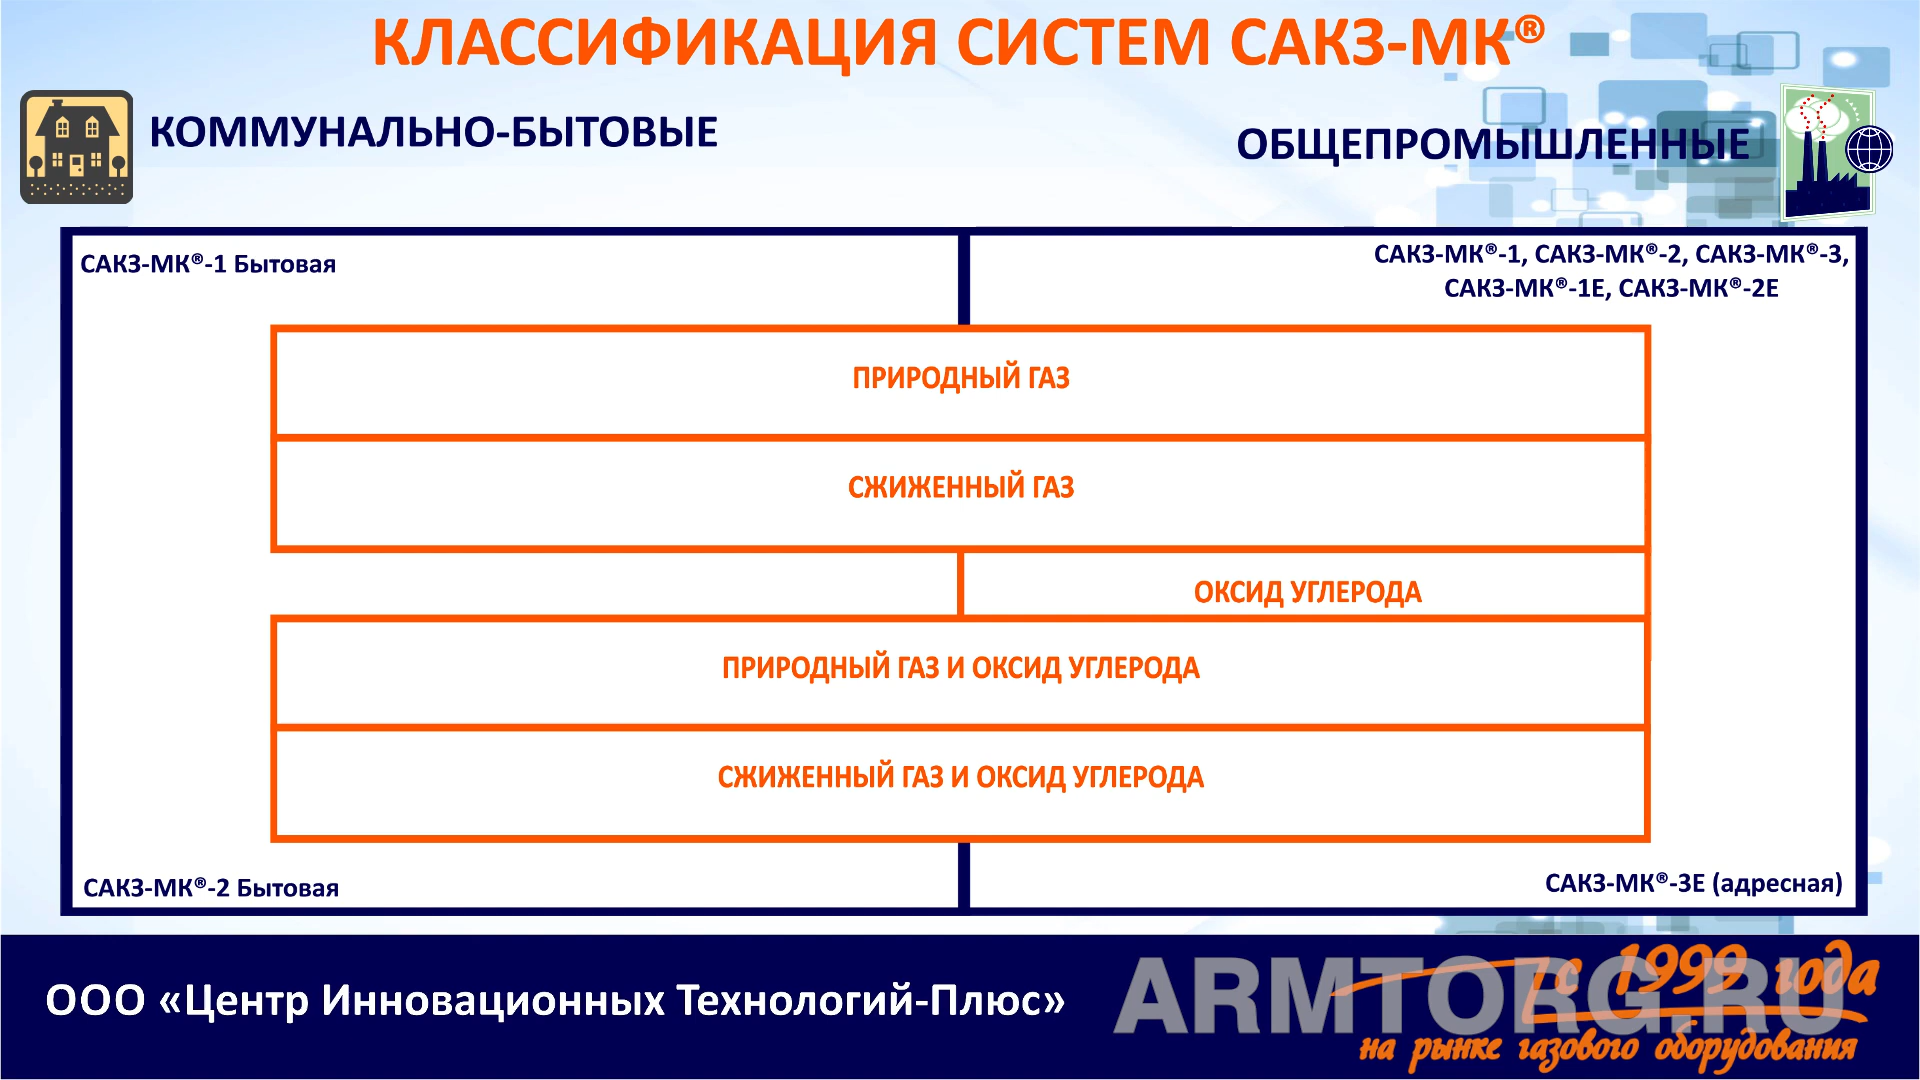 КЛАССИФИКАЦИЯ СИСТЕМ САКЗ-МК®
КОММУНАЛЬНО-БЫТОВЫЕ
ОБЩЕПРОМЫШЛЕННЫЕ
САКЗ-МК®-1 Бытовая
САКЗ-МК®-1, САКЗ-МК®-2, САКЗ-МК®-3,
САКЗ-МК®-1Е, САКЗ-МК®-2Е
ПРИРОДНЫЙ ГАЗ
СЖИЖЕННЫЙ ГАЗ
ОКСИД УГЛЕРОДА
ПРИРОДНЫЙ ГАЗ И ОКСИД УГЛЕРОДА
СЖИЖЕННЫЙ ГАЗ И ОКСИД УГЛЕРОДА
САКЗ-МК®-2 Бытовая
САКЗ-МК®-3Е (адресная)
ООО «Центр Инновационных Технологий-Плюс»
с 1999 года
ARMTORG.RU
на рынке газового оборудования